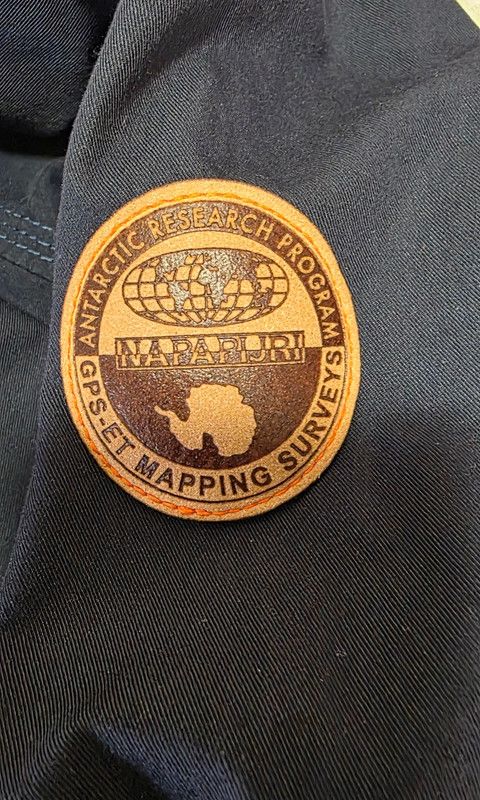 ANTARCTIC RESEARCH PROGRAM
NAPAPIJRI
GPS-ET MAPPING SURVEYS